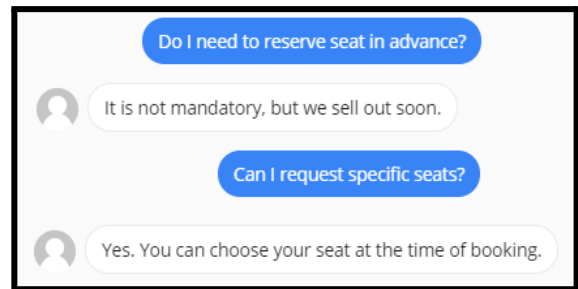 Do I need to reserve seat in advance?
It is not mandatory, but we sell out soon.
Can I request specific seats?
Yes. You can choose your seat at the time of booking.